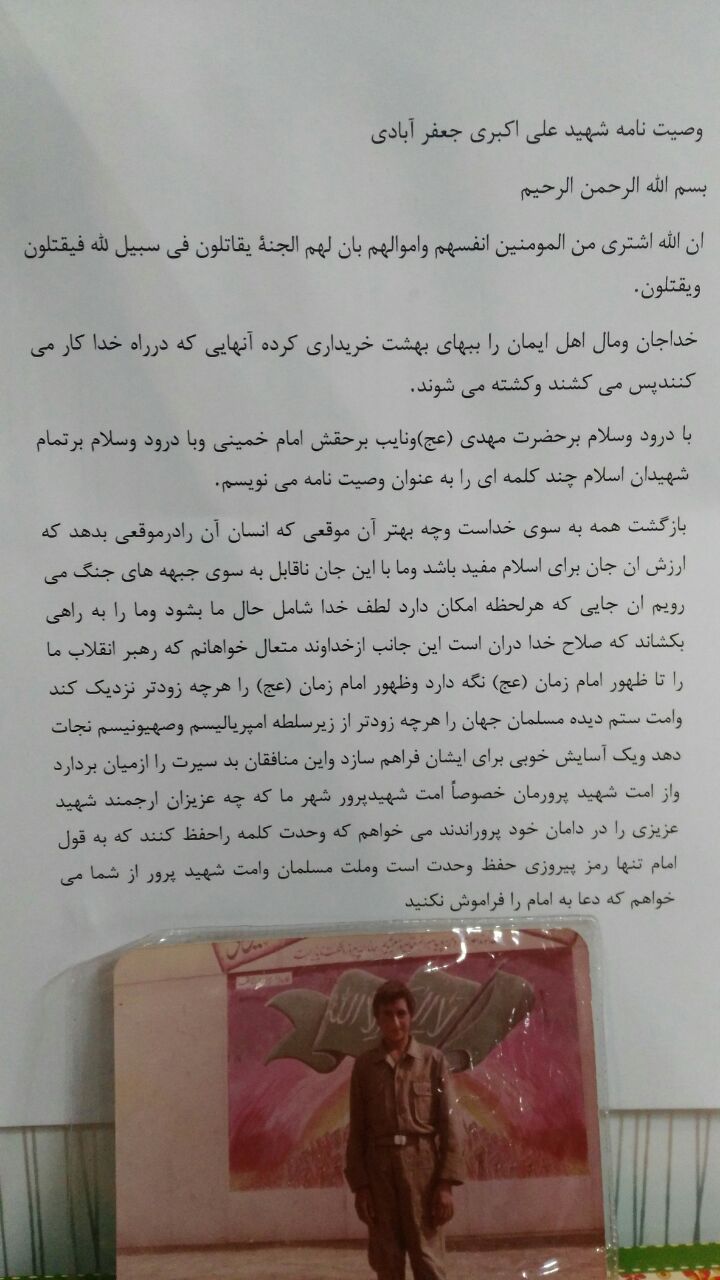 وصیت نامه شهید علی اکبری جعفر آبادی
بسم الله الرحمن الرحیم
ان الله اشتری من المومنین انفسهم واموالهم بان لهم الجنۀ یقاتلون فی سبیل لله فیقتلون
ویقتلون.
خداجان ومال اهل ایمان را ببهای بهشت خریداری کرده آنهایی که درراه خدا کار می
کنندپس می کشند وکشته می شوند.
با درود وسلام برحضرت مهدی (عج)ونایب برحقش امام خمینی وبا درود وسلام برتمام
شهیدان اسلام چند کلمه ای را به عنوان وصیت نامه می نویسم.
بازگشت همه به سوی خداست وچه بهتر آن موقعی که انسان آن رادرموقعی بدهد که
ارزش ان جان برای اسلام مفید باشد وما با این جان ناقابل به سوی جبهه های جنگ می
رویم ان جایی که هرلحظه امکان دارد لطف خدا شامل حال ما بشود وما را به راهی
بکشاند که صلاح خدا دران است این جانب ازخداوند متعال خواهانم که رهبر انقلاب ما
را تا ظهور امام زمان (عج) نگه دارد وظهور امام زمان (عج) را هرچه زودتر نزدیک کند
وامت ستم دیده مسلمان جهان را هرچه زودتر از زیرسلطه امپریالیسم وصهیونیسم نجات
دهد ویک آسایش خوبی برای ایشان فراهم سازد واین منافقان بد سیرت را ازمیان بردارد
واز امت شهید پرورمان خصوصاً امت شهیدپرور شهر ما که چه عزیزان ارجمند شهید
عزیزی را در دامان خود پروراندند می خواهم که وحدت کلمه راحفظ کنند که به قول
امام تنها رمز پیروزی حفظ وحدت است وملت مسلمان وامت شهید پرور از شما می
خواهم که دعا به امام را فراموش نکنید
لا اله الا الله